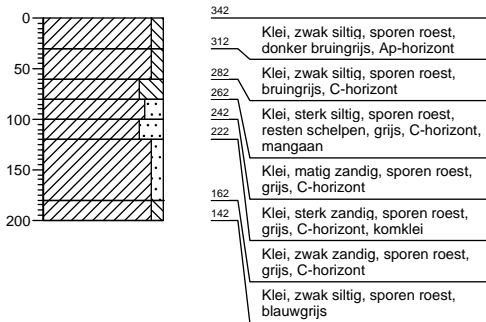 0
50
100
150
200
342
Klei, zwak siltig, sporen roest,
donker bruingrijs, Ap-horizont
312
Klei, zwak siltig, sporen roest,
bruingrijs, C-horizont
282
Klei, sterk siltig, sporen roest,
resten schelpen, grijs, C-horizont,
mangaan
262
Klei, matig zandig, sporen roest,
grijs, C-horizont
242
Klei, sterk zandig, sporen roest,
grijs, C-horizont, komklei
222
Klei, zwak zandig, sporen roest,
grijs, C-horizont
162
Klei, zwak siltig, sporen roest,
blauwgrijs
142